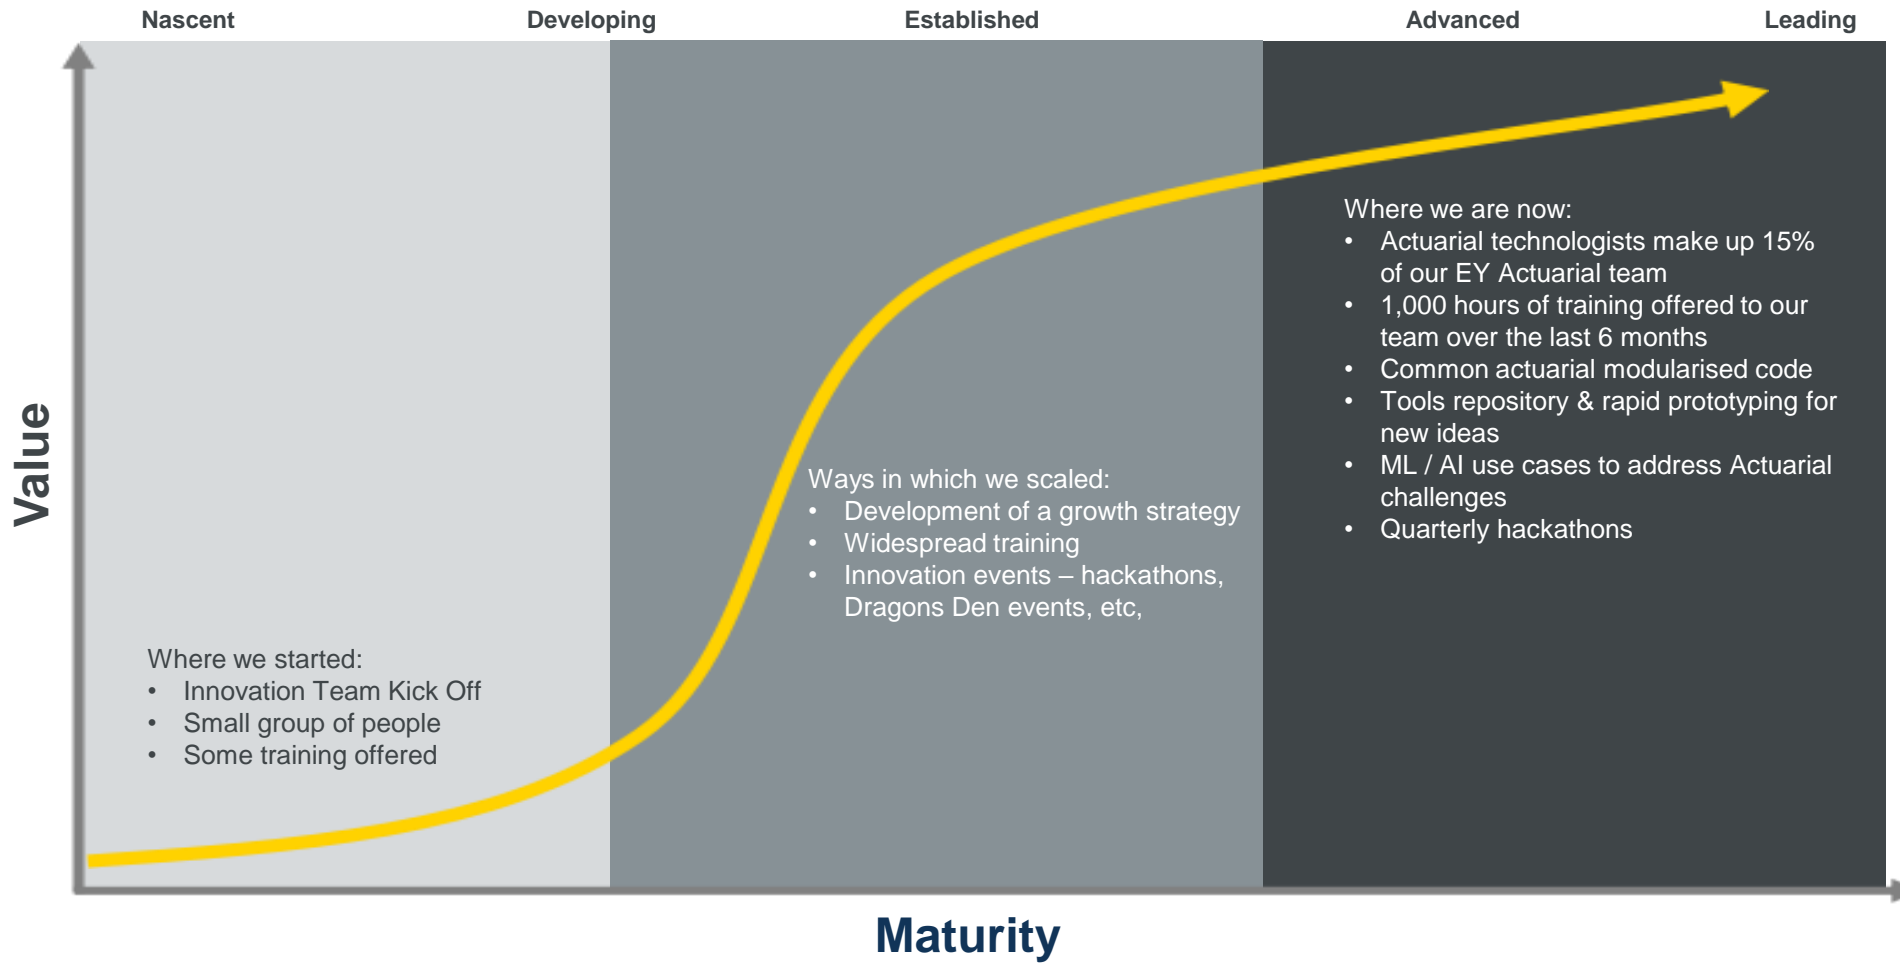 Nascent
Developing
Established
Advanced
Leading
Value
Where we started:
• Innovation Team Kick Off
• Small group of people
• Some training offered
Ways in which we scaled:
• Development of a growth strategy
• Widespread training
• Innovation events – hackathons,
Dragons Den events, etc,
Where we are now:
• Actuarial technologists make up 15%
of our EY Actuarial team
• 1,000 hours of training offered to our
team over the last 6 months
• Common actuarial modularised code
• Tools repository & rapid prototyping for
new ideas
• ML / AI use cases to address Actuarial
challenges
• Quarterly hackathons
Maturity